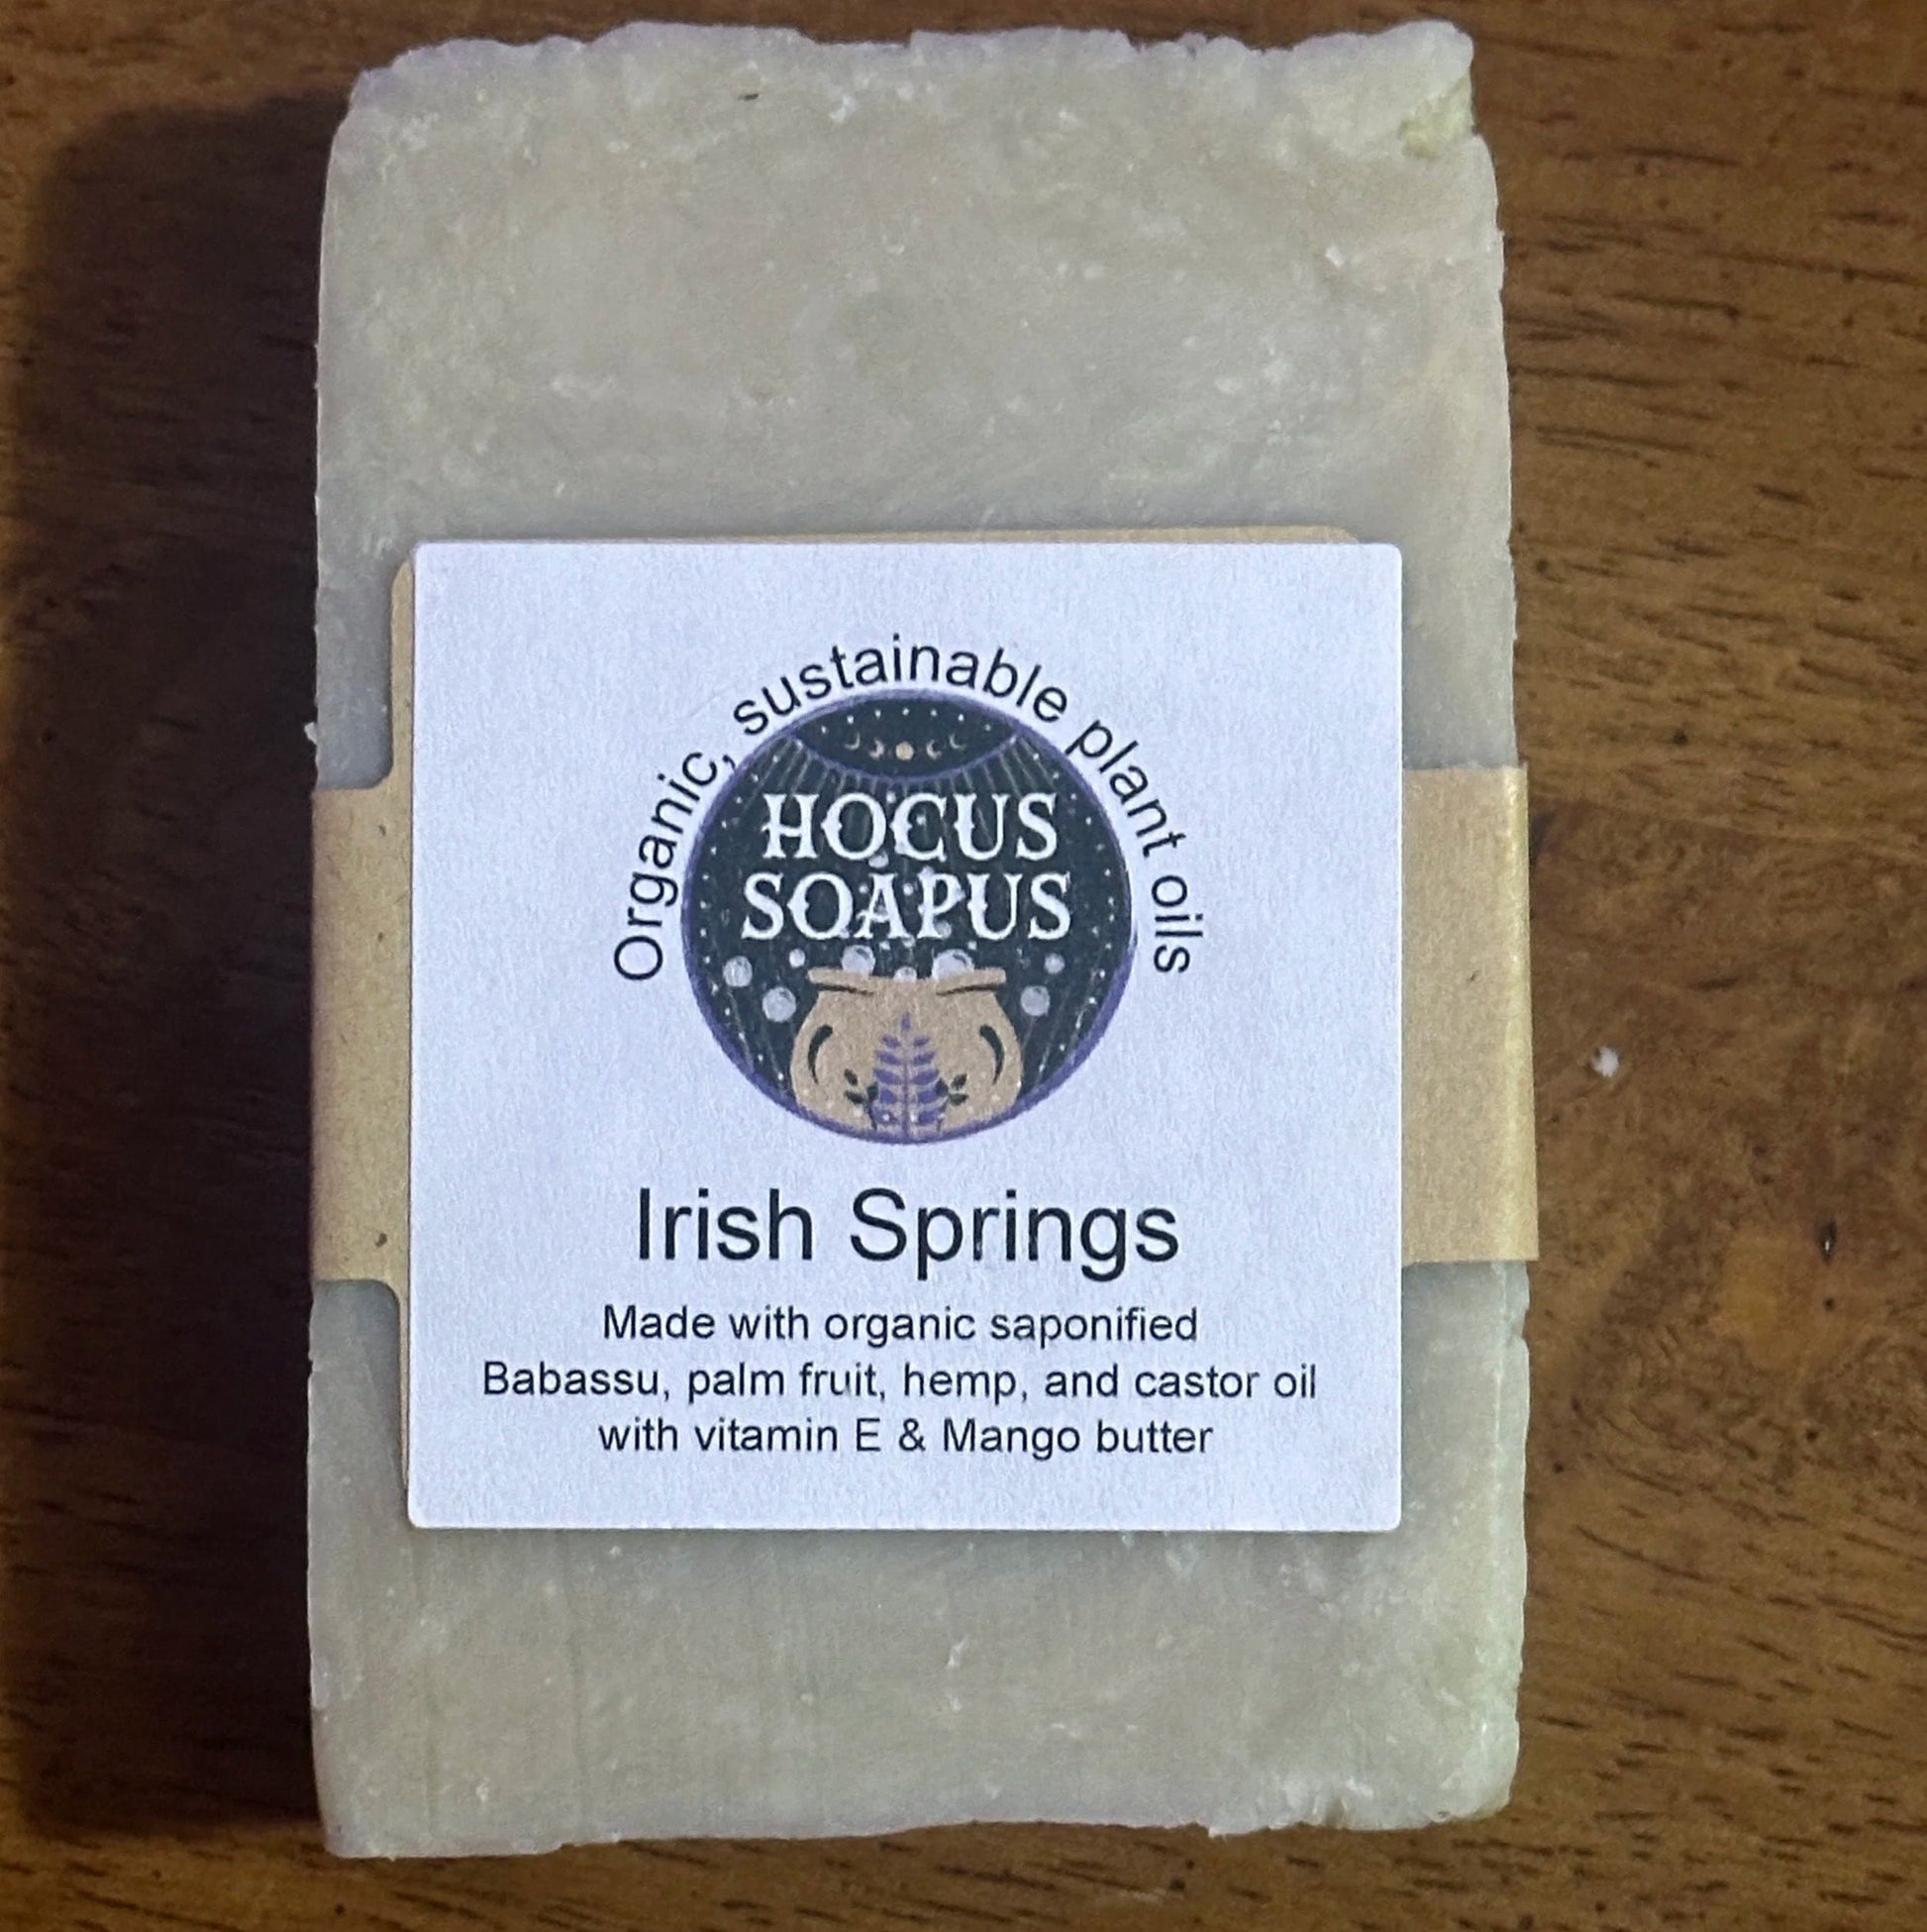 Organic, sustainable plant oils
HOCUS
SOAPUS
Irish Springs
Made with organic saponified
Babassu, palm fruit, hemp, and castor oil
with vitamin E & Mango butter